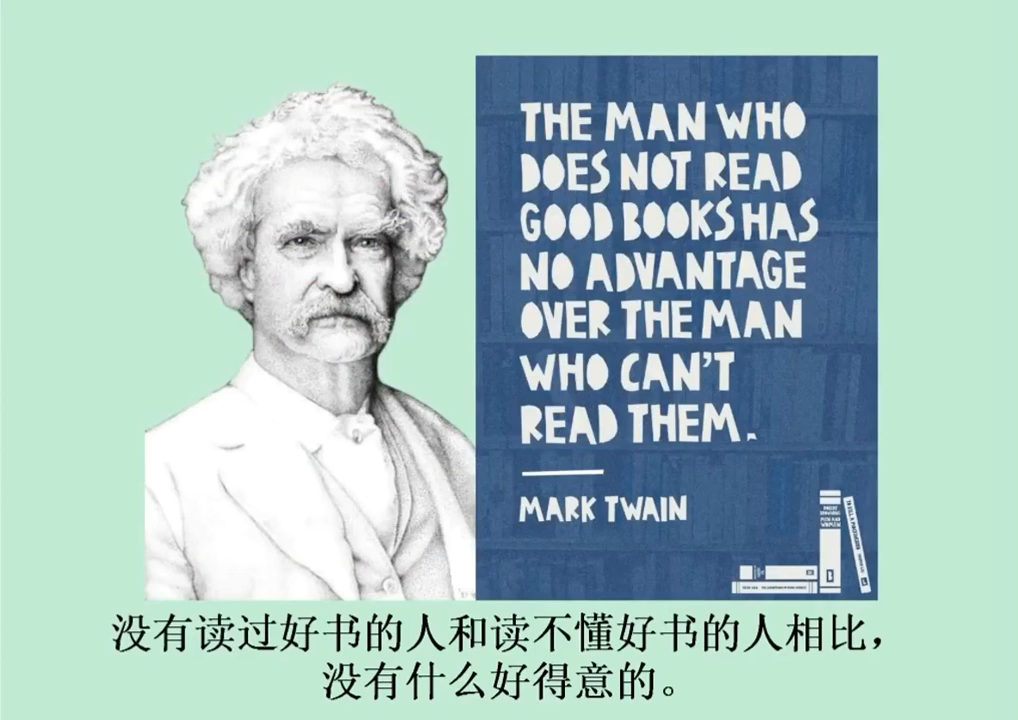 THE MAN WHO
DOES NOT READ
GOOD BOOKS HAS
NO ADVANTAGE
OVER THE MAN
WHO CAN'T
READ THEM.
MARK TWAIN
没有读过好书的人和读不懂好书的人相比，
没有什么好得意的。